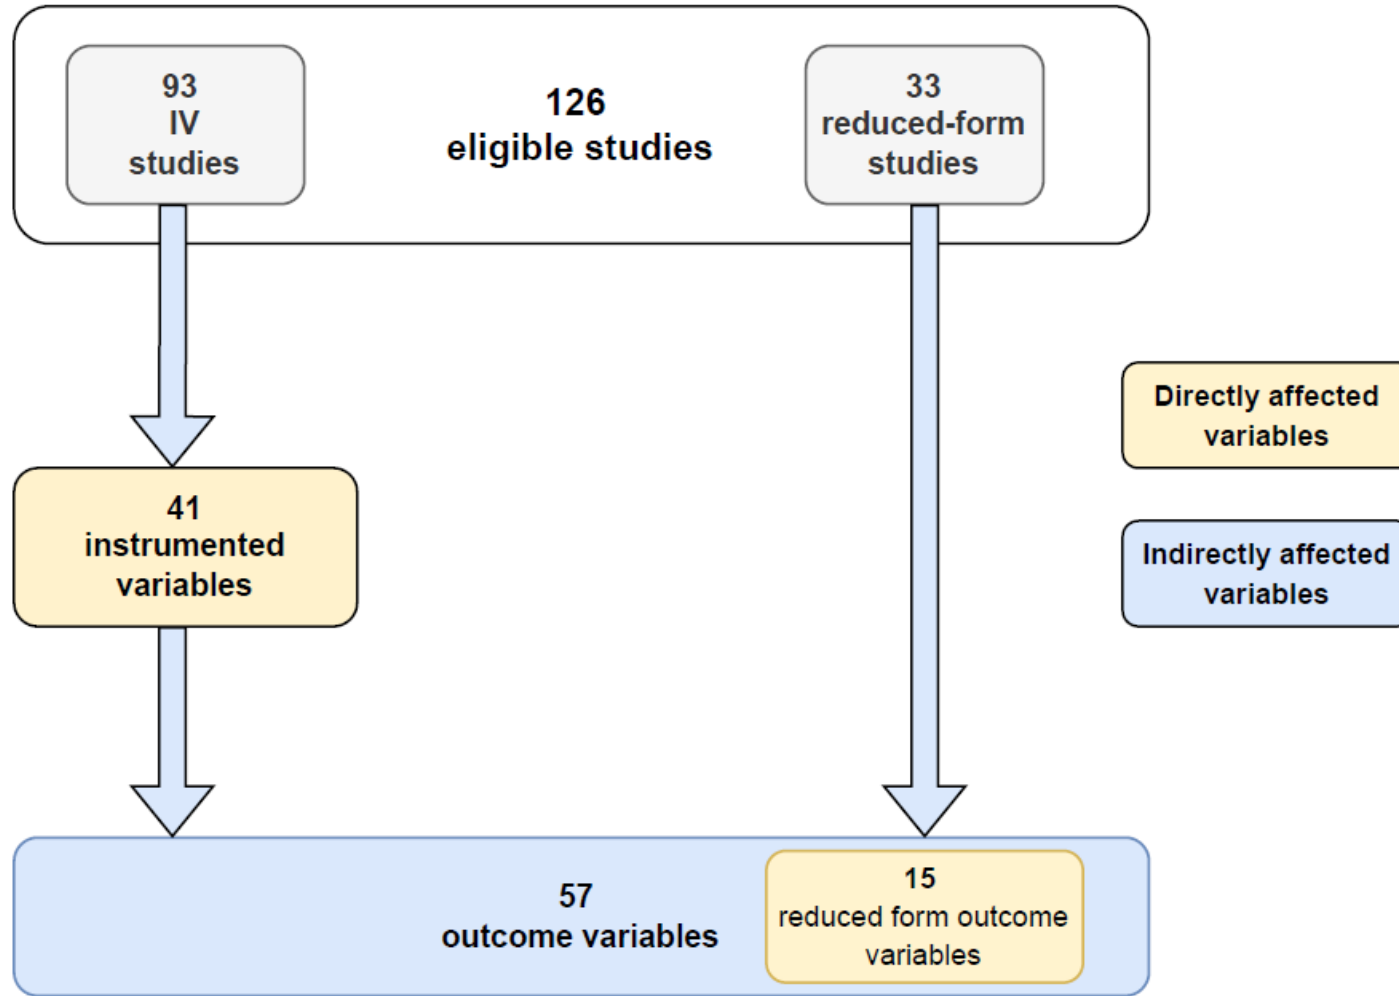 93
IV
studies
126
eligible studies
33
reduced-form
studies
Directly affected
variables
41
instrumented
variables
Indirectly affected
variables
57
outcome variables
15
reduced form outcome
variables